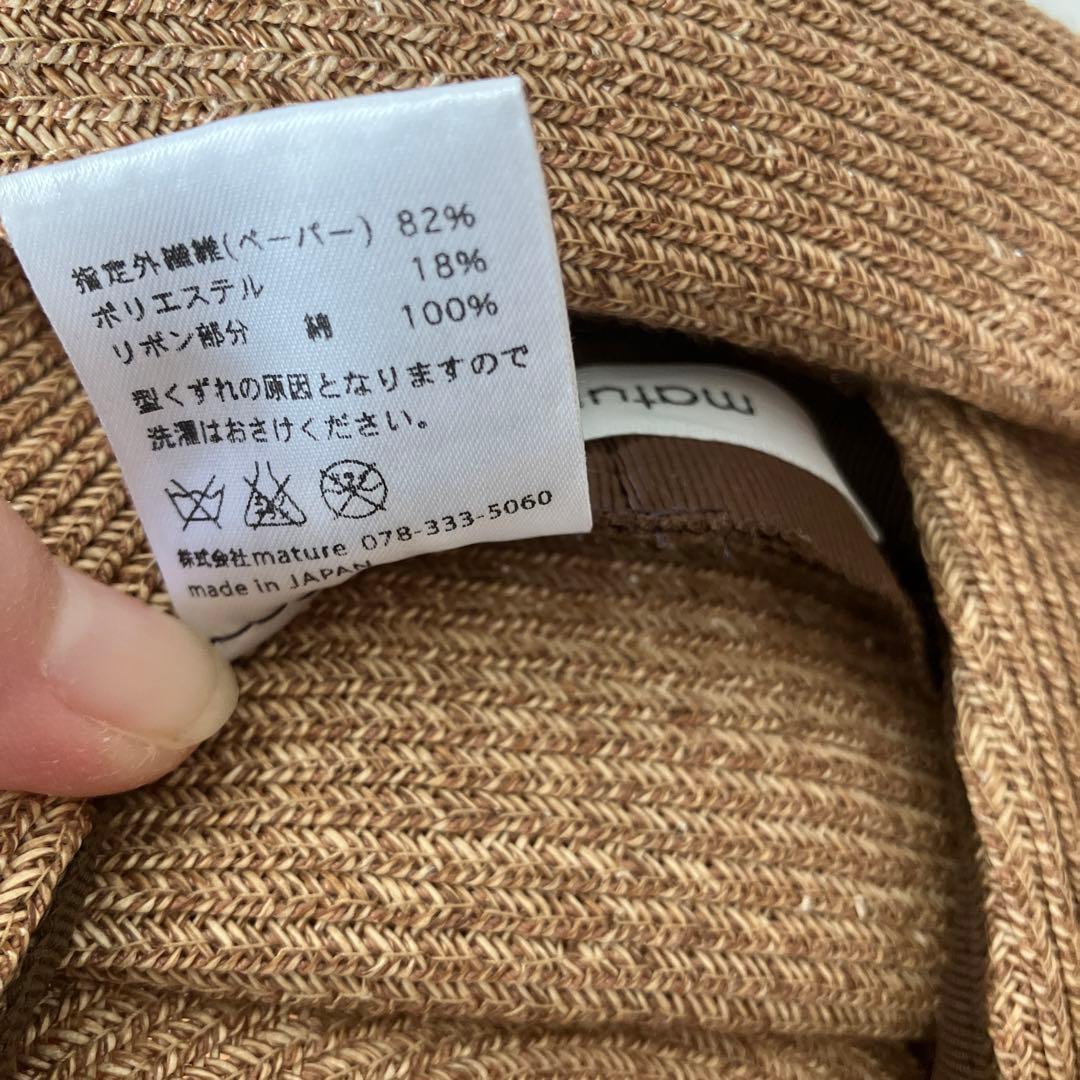 指定外繊維(ペーパー) 82%
ポリエステル 18%
リボン部分 綿 100%
型くずれの原因となりますので
洗濯はおさけください。
株式会社mature 078-333-5060
made in JAPAN
matu